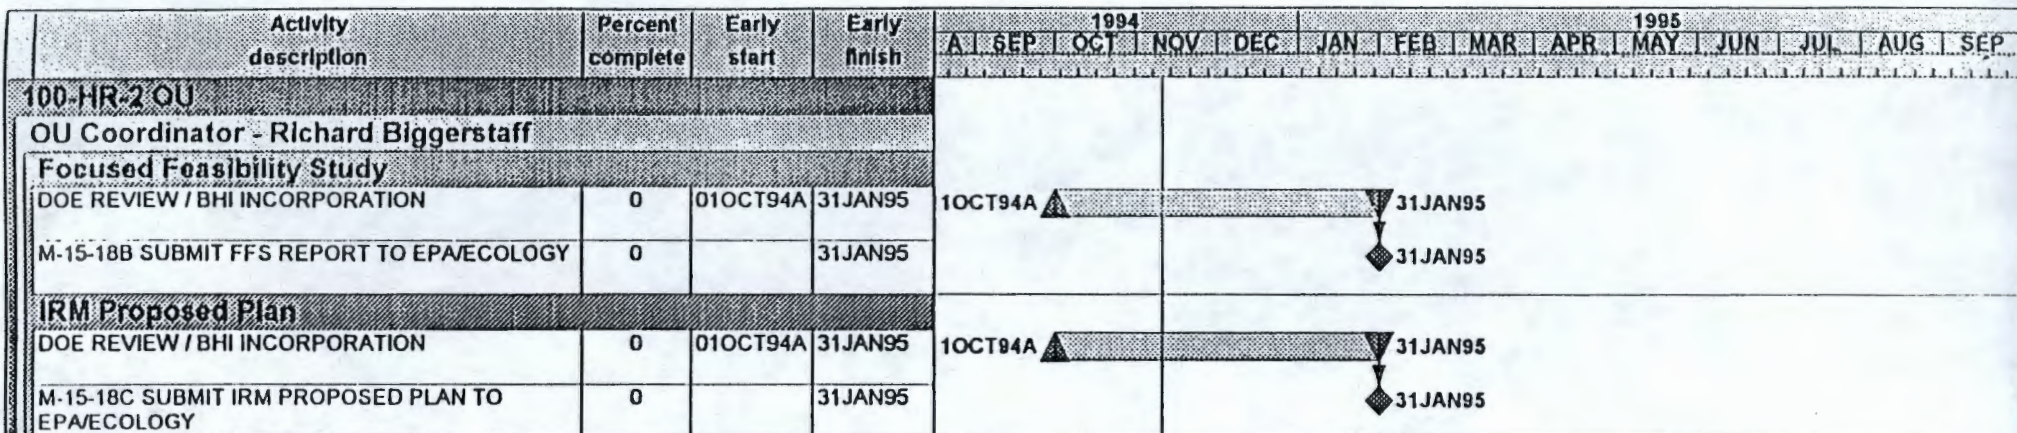 Activity description Percent complete Early start Early finish
1994 1995
A SEP OCT NOV DEC JAN FEB MAR APR MAY JUN JUL AUG SEP
100-HR-2 OU
OU Coordinator - Richard Biggerstaff
Focused Feasibility Study
DOE REVIEW / BHI INCORPORATION 0 01OCT94A 31JAN95 1OCT94A 31JAN95
M-15-18B SUBMIT FFS REPORT TO EPA/ECOLOGY 0 31JAN95 31JAN95
IRM Proposed Plan
DOE REVIEW / BHI INCORPORATION 0 01OCT94A 31JAN95 1OCT94A 31JAN95
M-15-18C SUBMIT IRM PROPOSED PLAN TO 0 31JAN95 31JAN95
EPA/ECOLOGY